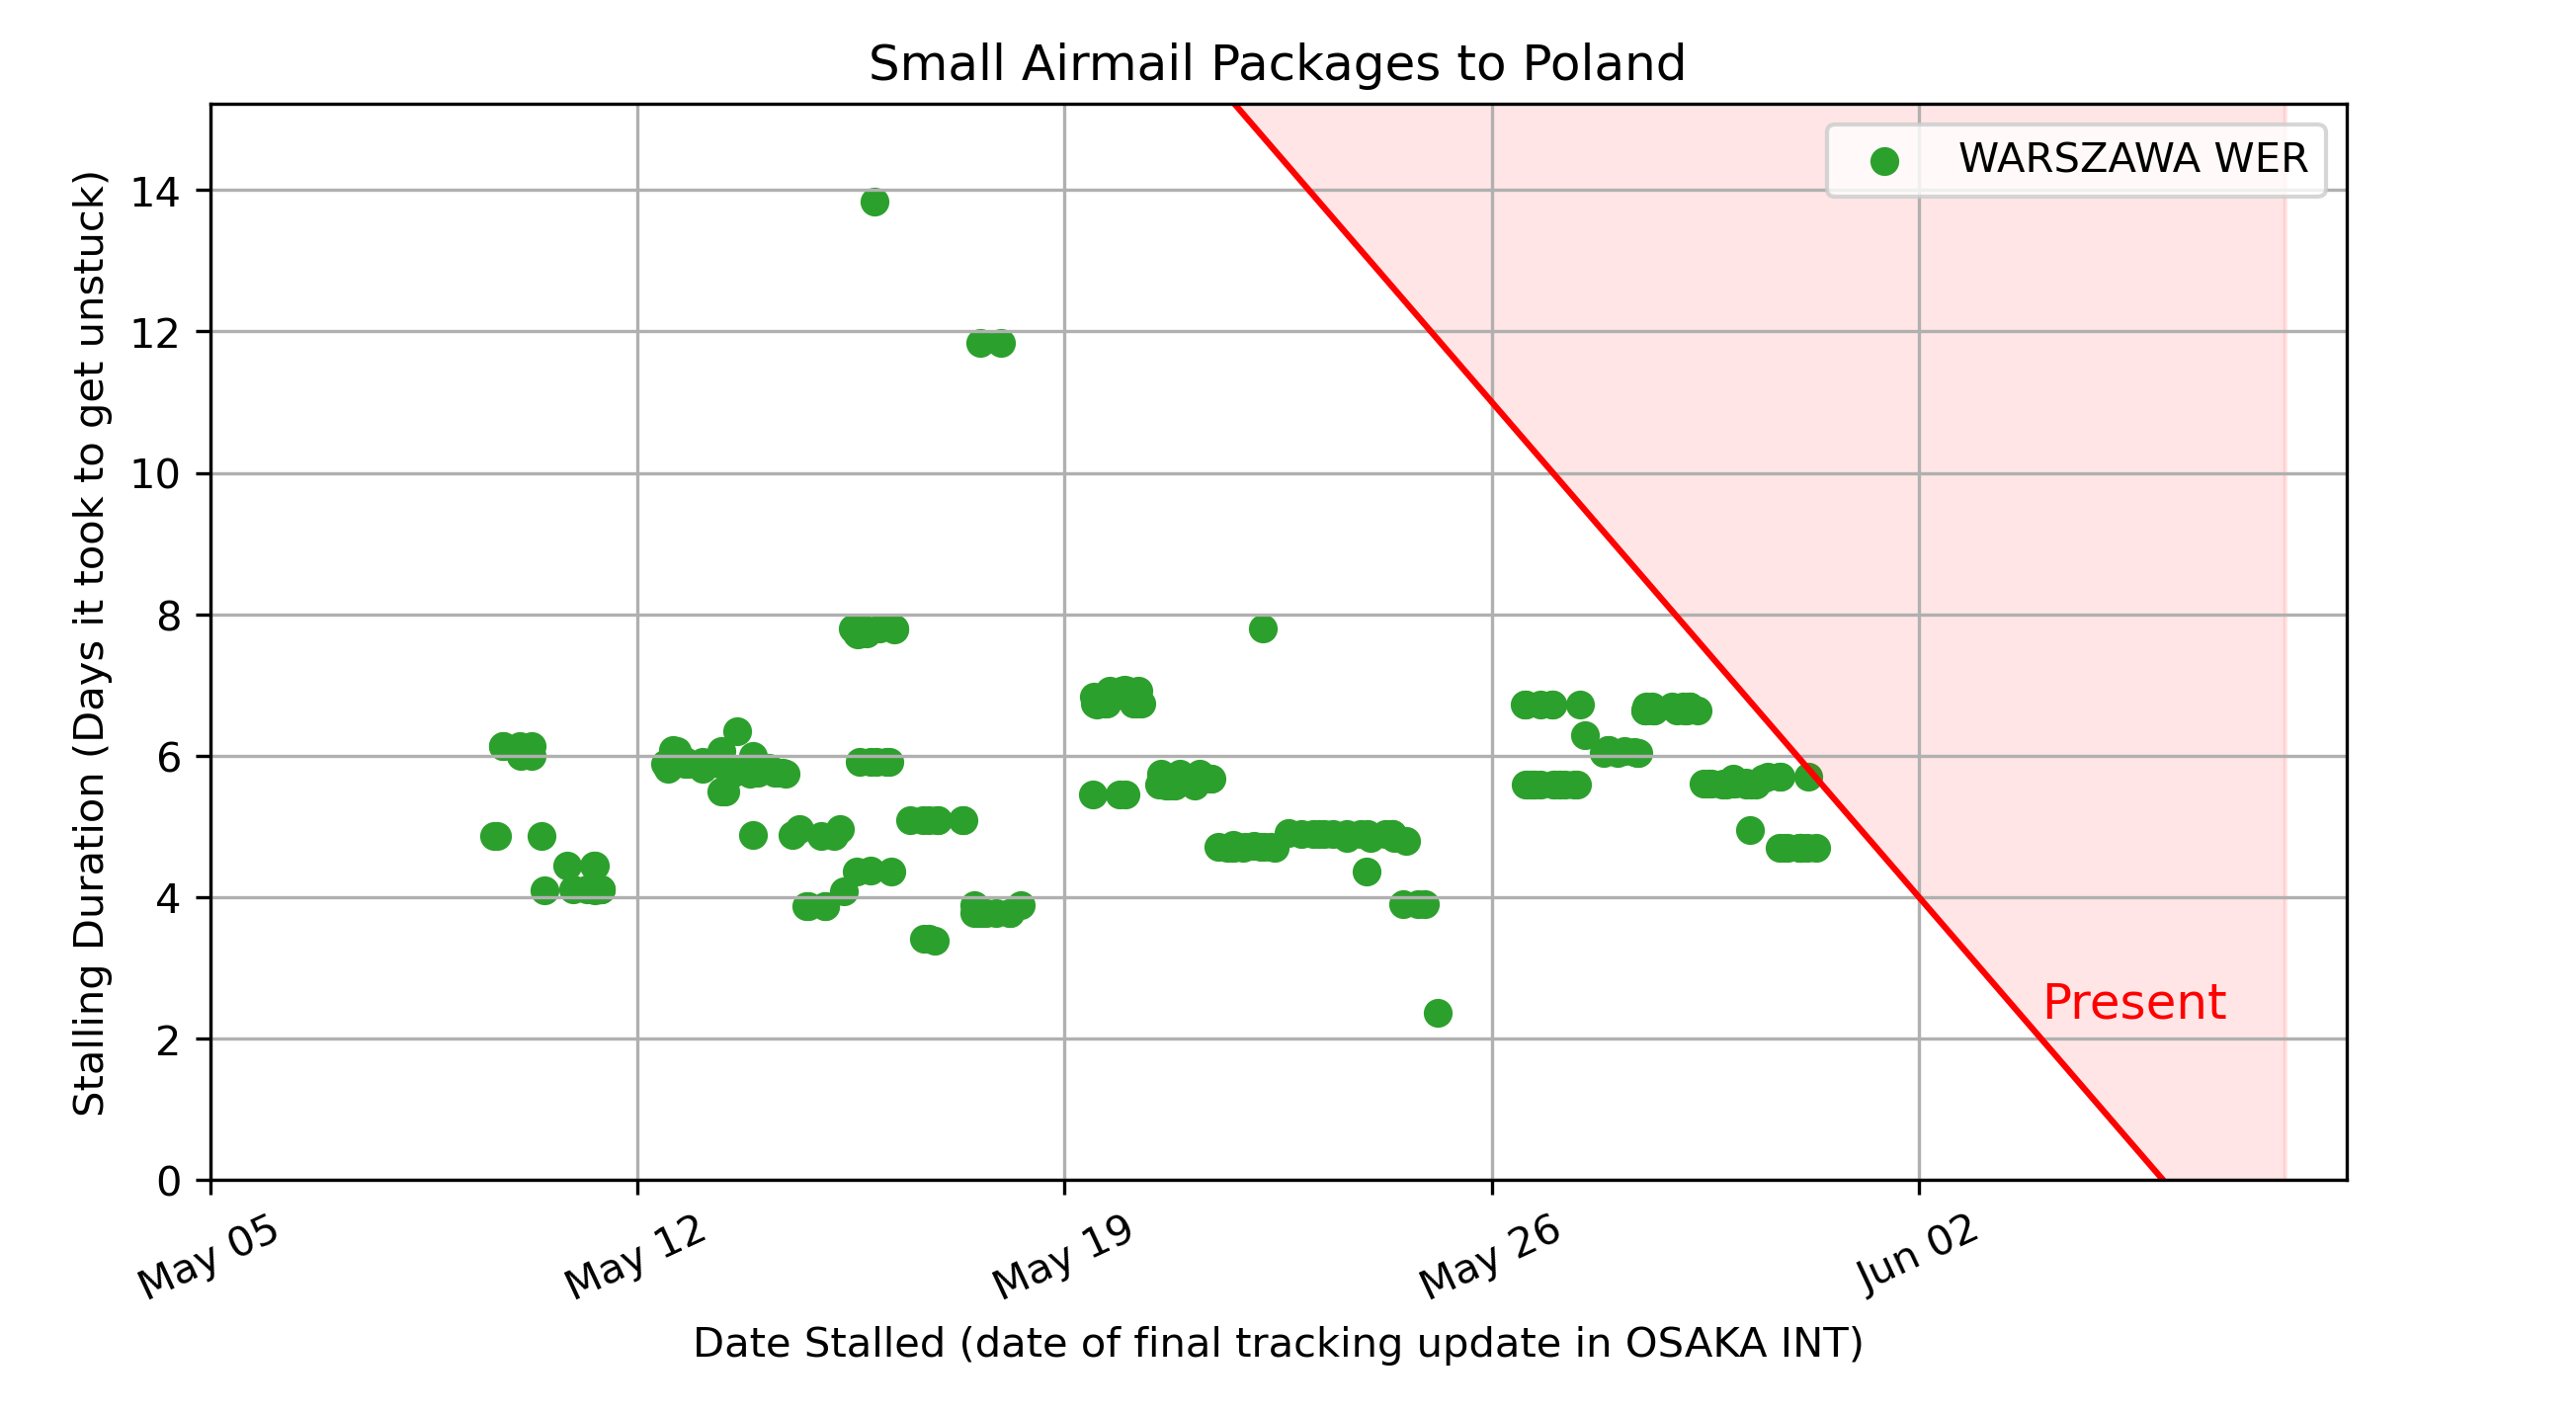 Small Airmail Packages to Poland
WARSZAWA WER
Stalling Duration (Days it took to get unstuck)
14
12
10
8
6
4
2
0
Present
May 05
May 12
May 19
May 26
Jun 02
Date Stalled (date of final tracking update in OSAKA INT)